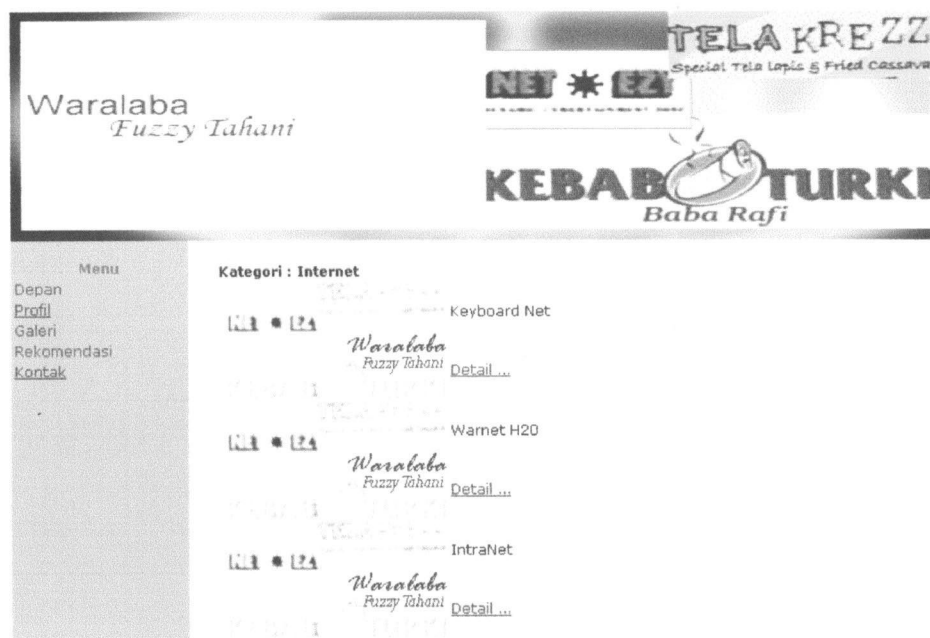 TELA KREZZ
Special Tela Lapis & Fried Cassava
NET EZY
Waralaba
Fuzzy Tahani
KEBAB TURKI
Baba Rafi
Menu
Depan
Profil
Galeri
Rekomendasi
Kontak
Kategori : Internet
Keyboard Net
Waralaba
Fuzzy Tahani
Detail ...
Warnet H20
Waralaba
Fuzzy Tahani
Detail ...
IntraNet
Waralaba
Fuzzy Tahani
Detail ...